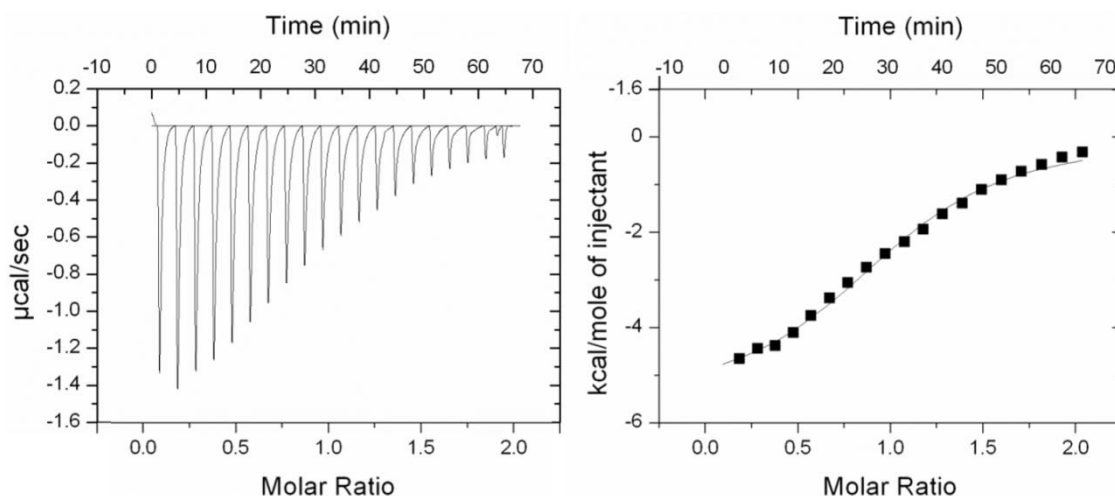 Time (min)
-10 0 10 20 30 40 50 60 70
0.2
0.0
-0.2
-0.4
-0.6
-0.8
-1.0
-1.2
-1.4
-1.6
µcal/sec
0.0 0.5 1.0 1.5 2.0
Molar Ratio
Time (min)
-10 0 10 20 30 40 50 60 70
-1.6
0
-2
-4
-6
kcal/mole of injectant
0.0 0.5 1.0 1.5 2.0
Molar Ratio